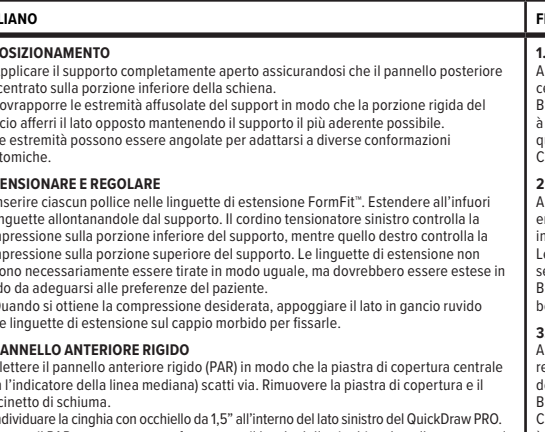 LIANO
OSIZIONAMENTO
pplicare il supporto completamente aperto assicurandosi che il pannello posteriore
centrato sulla porzione inferiore della schiena.
ovrapporre le estremità affusolate del support in modo che la porzione rigida del
cio afferri il lato opposto mantenendo il supporto il più aderente possibile.
e estremità possono essere angolate per adattarsi a diverse conformazioni
tomiche.
ENSIONARE E REGOLARE
nserire ciascun pollice nelle linguette di estensione FormFit™. Estendere all'infuori
nguette allontanandole dal supporto. Il cordino tensionatore sinistro controlla la
mpressione sulla porzione inferiore del supporto, mentre quello destro controlla la
mpressione sulla porzione superiore del supporto. Le linguette di estensione non
ono necessariamente essere tirate in modo uguale, ma dovrebbero essere estese in
do da adeguarsi alle preferenze del paziente.
Quando si ottiene la compressione desiderata, appoggiare il lato in gancio ruvido
e linguette di estensione sul cappio morbido per fissarle.
ANNELLO ANTERIORE RIGIDO
lettere il pannello anteriore rigido (PAR) in modo che la piastra di copertura centrale
l'indicatore della linea mediana) scatti via. Rimuovere la piastra di copertura e il
cinetto di schiuma.
ndividuare la cinghia con occhiello da 1,5” all'interno del lato sinistro del QuickDraw PRO.
F
1.
A
c
B
à
q
C
2
A
e
in
L
s
B
b
3
A
r
d
B
C